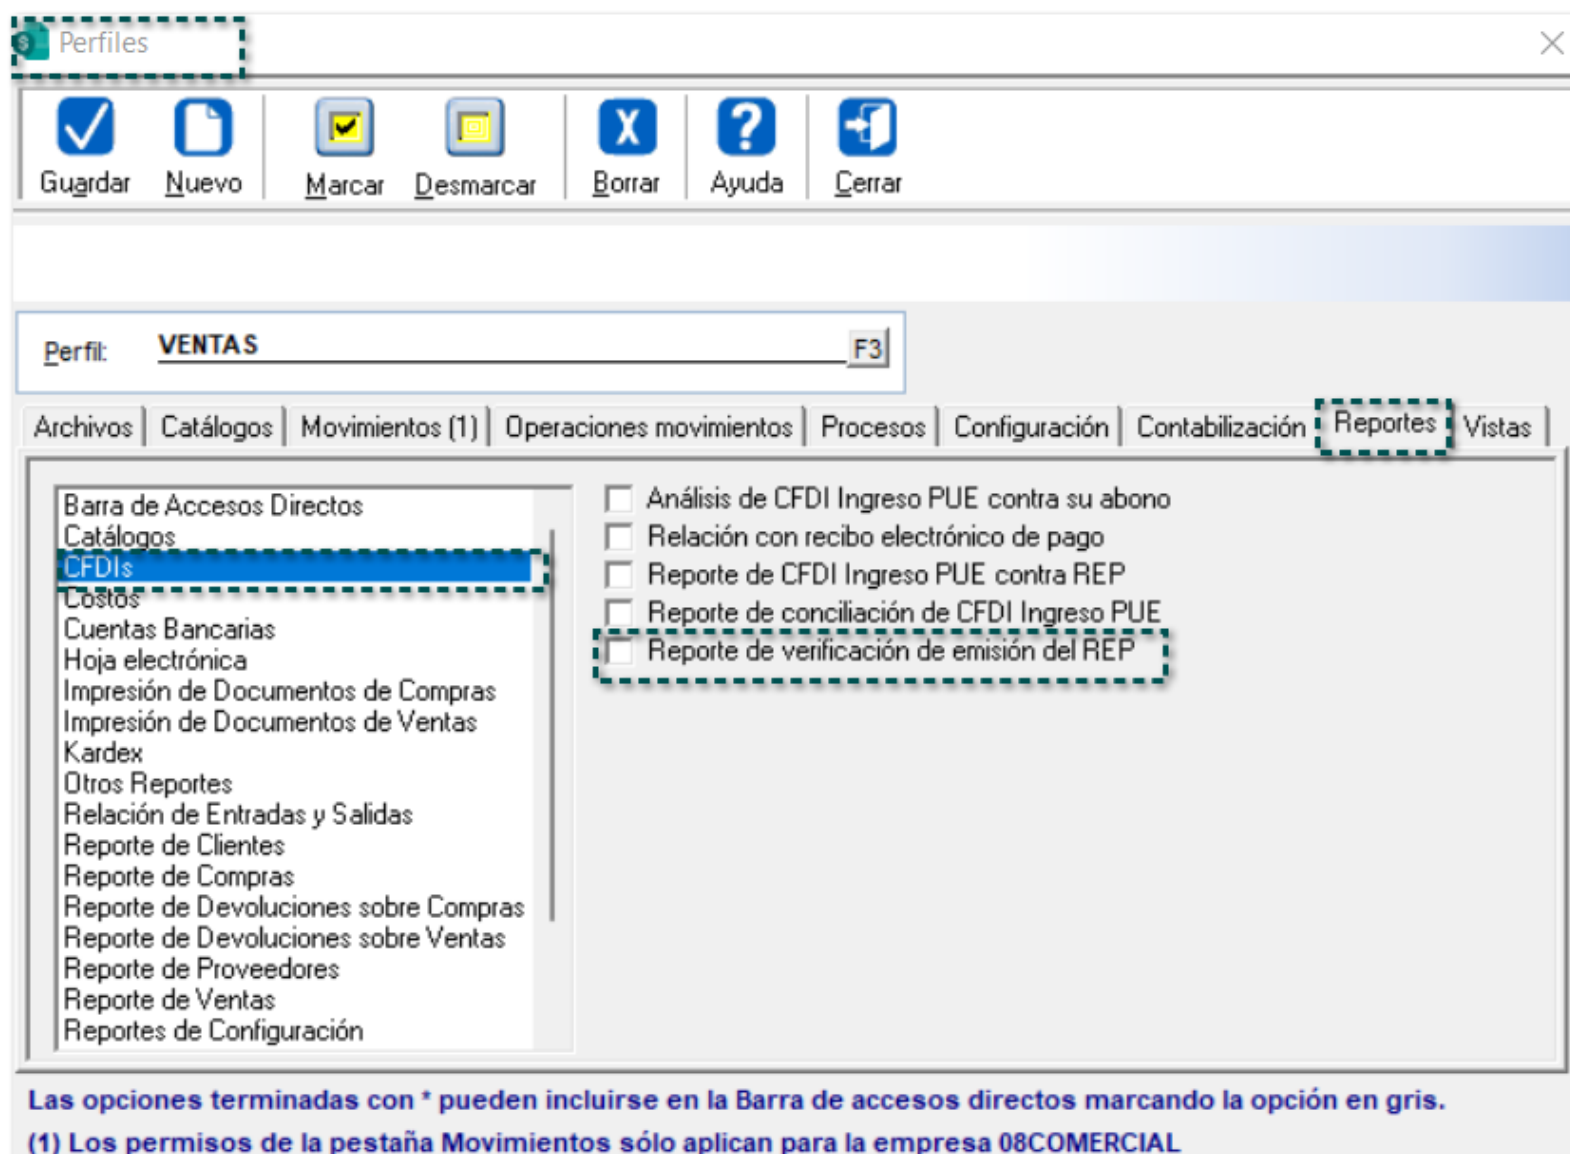 Perfiles
Guardar Nuevo Marcar Desmarcar Borrar Ayuda Cerrar
Perfil: VENTAS F3
Archivos Catálogos Movimientos (1) Operaciones movimientos Procesos Configuración Contabilización Reportes Vistas
Barra de Accesos Directos
Catálogos
CFDIs
Costos
Cuentas Bancarias
Hoja electrónica
Impresión de Documentos de Compras
Impresión de Documentos de Ventas
Kardex
Otros Reportes
Relación de Entradas y Salidas
Reporte de Clientes
Reporte de Compras
Reporte de Devoluciones sobre Compras
Reporte de Devoluciones sobre Ventas
Reporte de Proveedores
Reporte de Ventas
Reportes de Configuración
Análisis de CFDI Ingreso PUE contra su abono
Relación con recibo electrónico de pago
Reporte de CFDI Ingreso PUE contra REP
Reporte de conciliación de CFDI Ingreso PUE
Reporte de verificación de emisión del REP
Las opciones terminadas con * pueden incluirse en la Barra de accesos directos marcando la opción en gris.
(1) Los permisos de la pestaña Movimientos sólo aplican para la empresa 08COMERCIAL